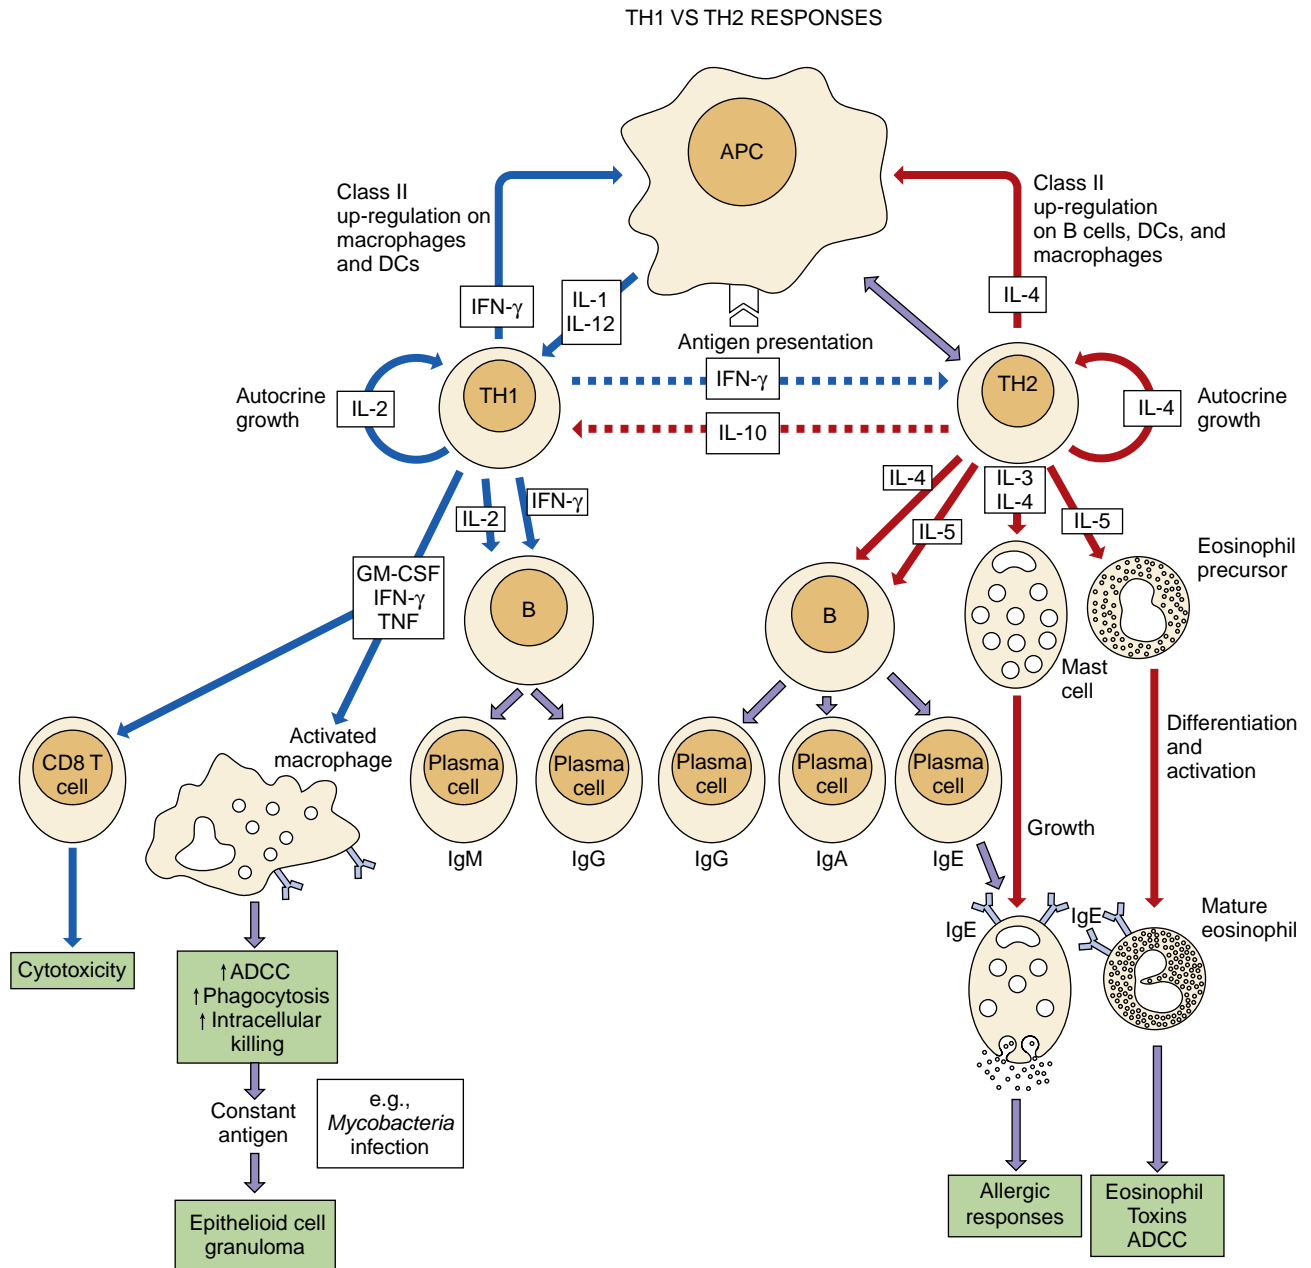 TH1 VS TH2 RESPONSES
APC
Class II
up-regulation on
macrophages
and DCs
Class II
up-regulation
on B cells, DCs, and
macrophages
IFN-γ
IL-1
IL-12
IL-4
Antigen presentation
TH1
IFN-γ
TH2
Autocrine
growth
IL-2
IL-10
IL-4
Autocrine
growth
IL-2
IFN-γ
IL-4
IL-5
IL-3
IL-4
IL-5
GM-CSF
IFN-γ
TNF
Eosinophil
precursor
B
B
Mast
cell
Activated
macrophage
Differentiation
and
activation
CD8 T
cell
Plasma
cell
Plasma
cell
Plasma
cell
Plasma
cell
Plasma
cell
Growth
IgM
IgG
IgG
IgA
IgE
IgE
IgE
Mature
eosinophil
Cytotoxicity
↑ADCC
↑Phagocytosis
↑Intracellular
killing
Constant
antigen
e.g.,
Mycobacteria
infection
Epithelioid cell
granuloma
Allergic
responses
Eosinophil
Toxins
ADCC